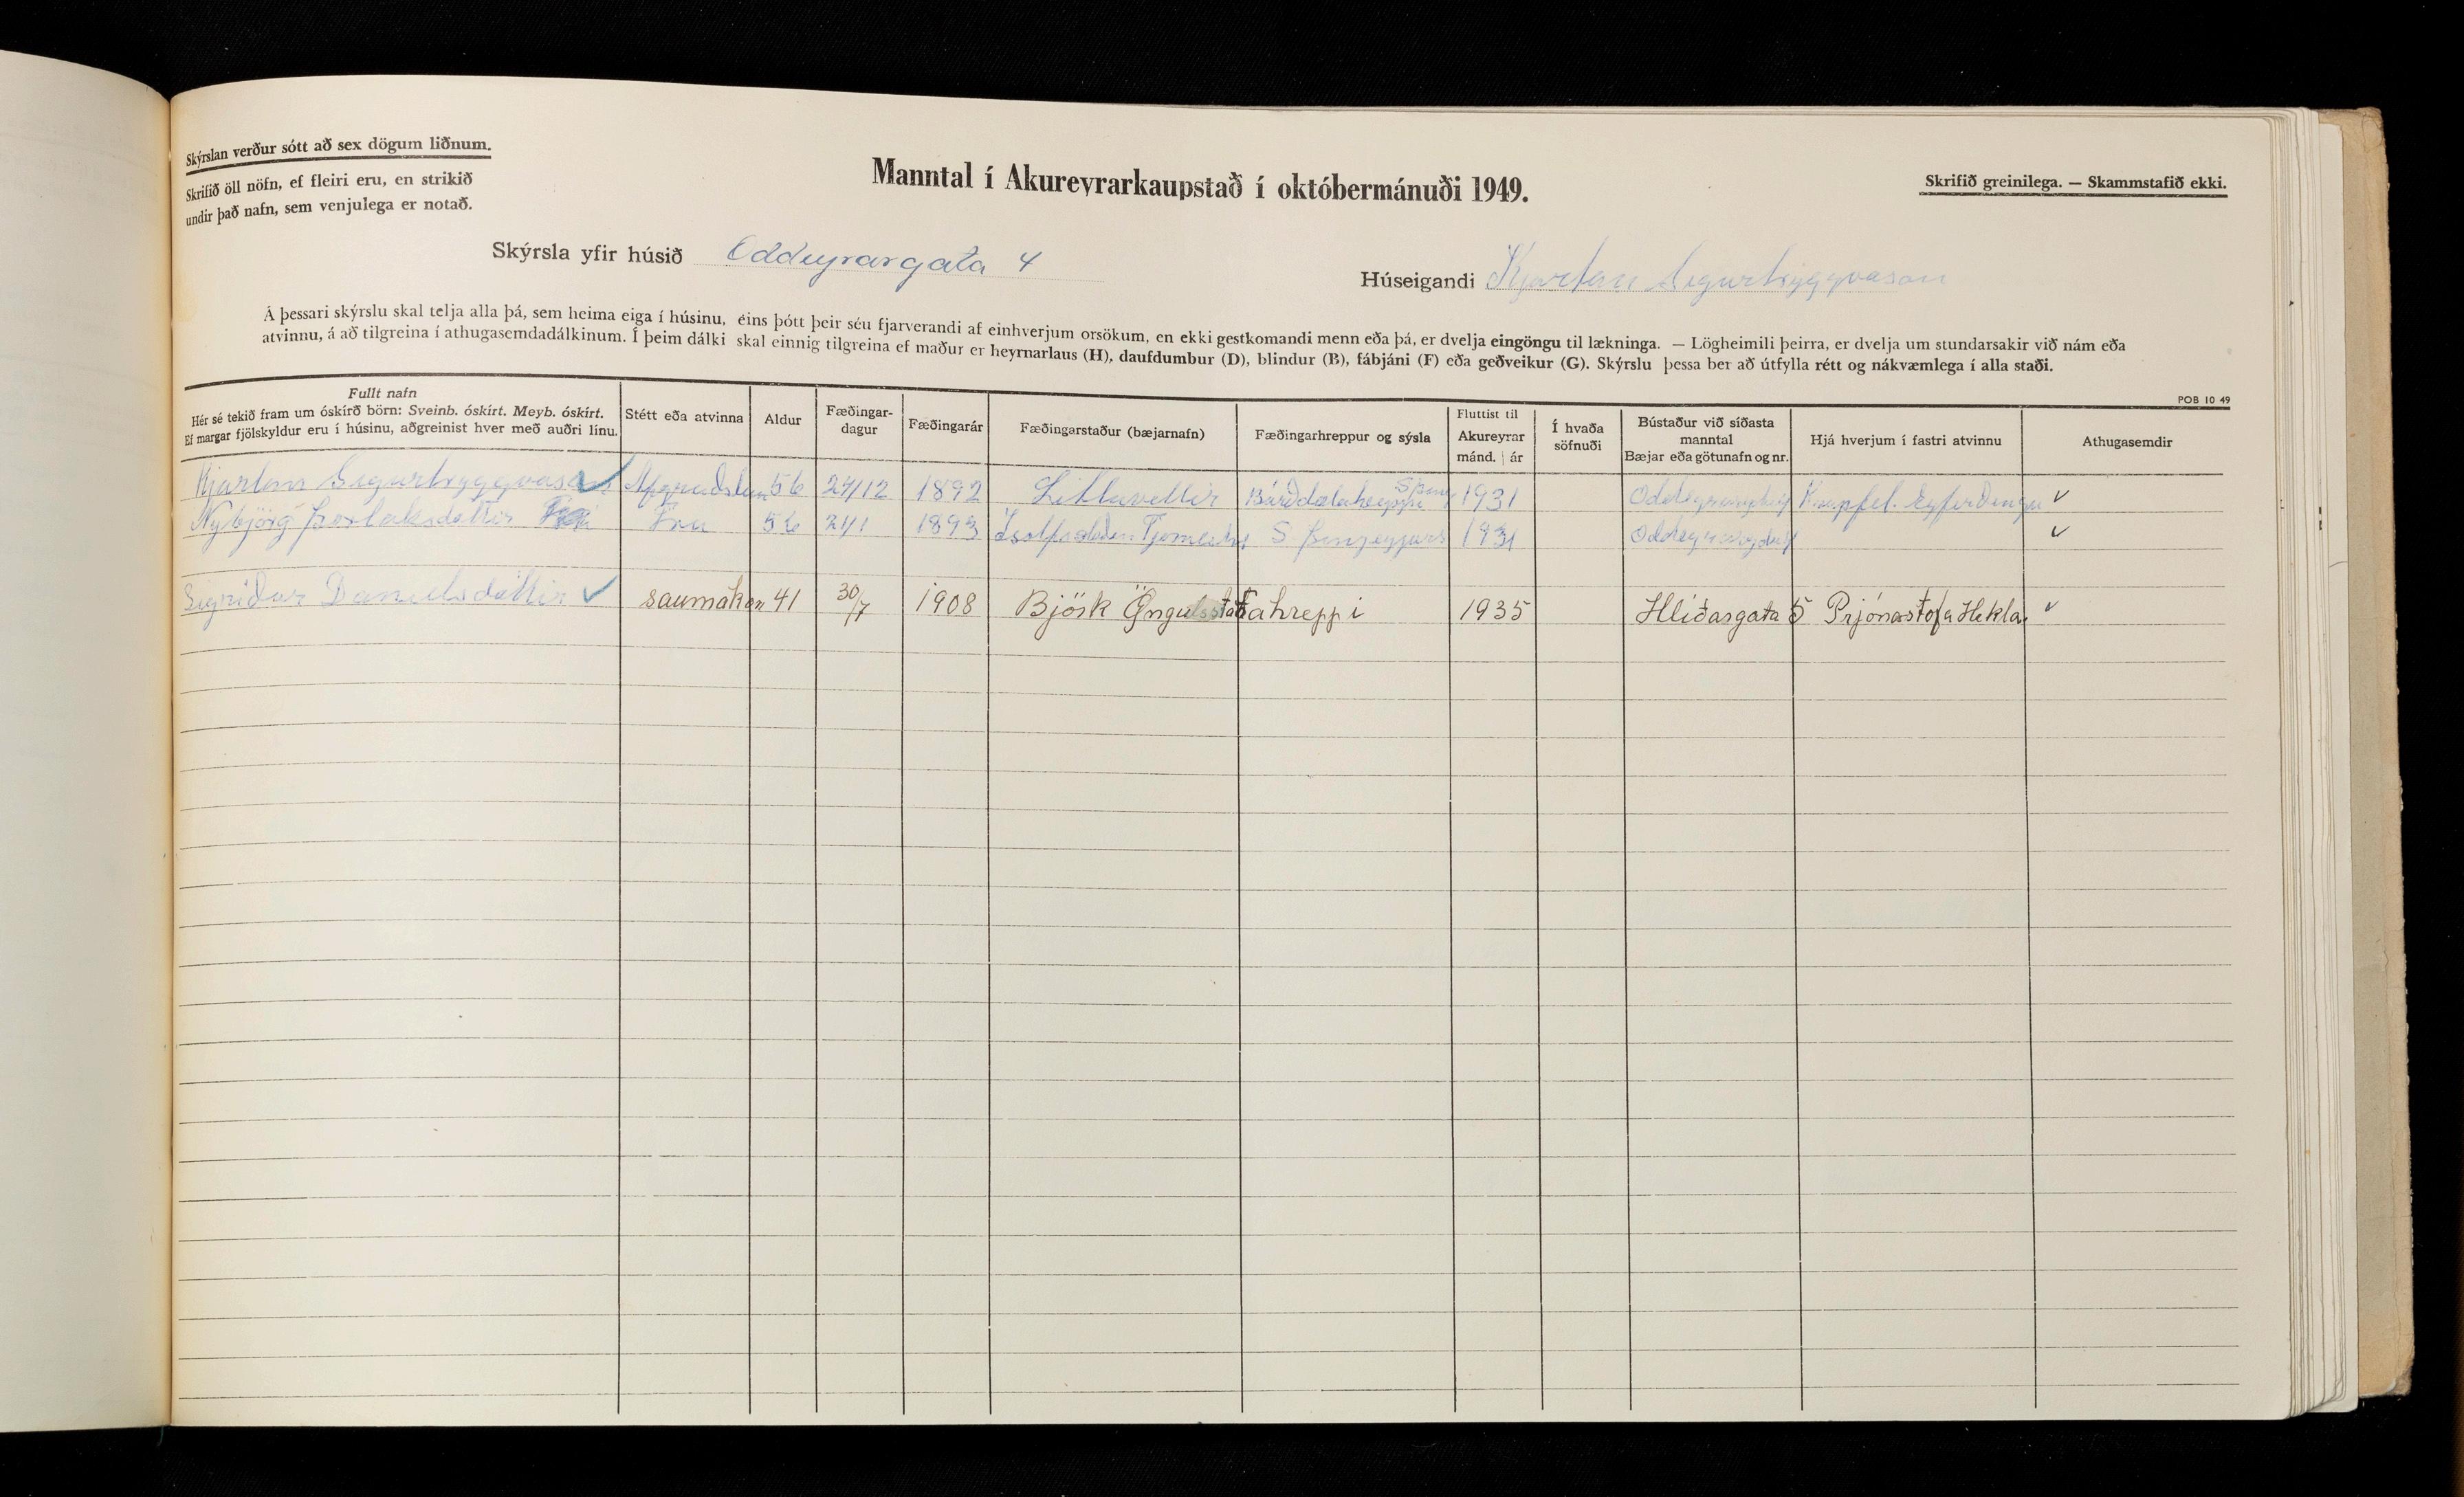 Skýrslan verður sótt að sex dögum liðnum.
Skrifið öll nöfn, ef fleiri eru, en strikið
undir það nafn, sem venjulega er notað.
Manntal í Akureyrarkaupstað í októbermánuði 1949.
Skrifið greinilega. — Skammstafið ekki.
Skýrsla yfir húsið Oddeyrargata 4
Húseigandi Kjartan Sigurtryggvason
Á þessari skýrslu skal telja alla þá, sem heima eiga í húsinu, eins þótt þeir séu fjarverandi af einhverjum orsökum, en ekki gestkomandi menn eða þá, er dvelja eingöngu til lækninga. — Lögheimili þeirra, er dvelja um stundarsakir við nám eða
atvinnu, á að tilgreina í athugasemdadálkinum. Í þeim dálki skal einnig tilgreina ef maður er heyrnarlaus (H), daufdumbur (D), blindur (B), fábjáni (F) eða geðveikur (G). Skýrslu þessa ber að útfylla rétt og nákvæmlega í alla staði.
POB 10 49
Fullt nafn
Hér sé tekið fram um óskírð börn: Sveinb. óskírt. Meyb. óskírt.
Ef margar fjölskyldur eru í húsinu, aðgreinist hver með auðri línu.
Stétt eða atvinna
Aldur
Fæðingar-
dagur
Fæðingarár
Fæðingarstaður (bæjarnafn)
Fæðingarhreppur og sýsla
Fluttist til
Akureyrar
mánd. | ár
Í hvaða
söfnuði
Bústaður við síðasta
manntal
Bæjar eða götunafn og nr.
Hjá hverjum í fastri atvinnu
Athugasemdir
Kjartan Sigurtryggvason 56 24/12 1892 Litluvellir Bárðdælahreppi S Þing 1931 Kaupfel. Eyfirðinga ✓
Nybjörg Þorláksdóttir Frú 56 2/1 1893 1931 ✓
Sigríður Daníelsdóttir ✓ saumakon 41 30/7 1908 Björk Öngulsstaðahreppi 1935 Hlíðargata 5 Prjónastofa Hekla. ✓